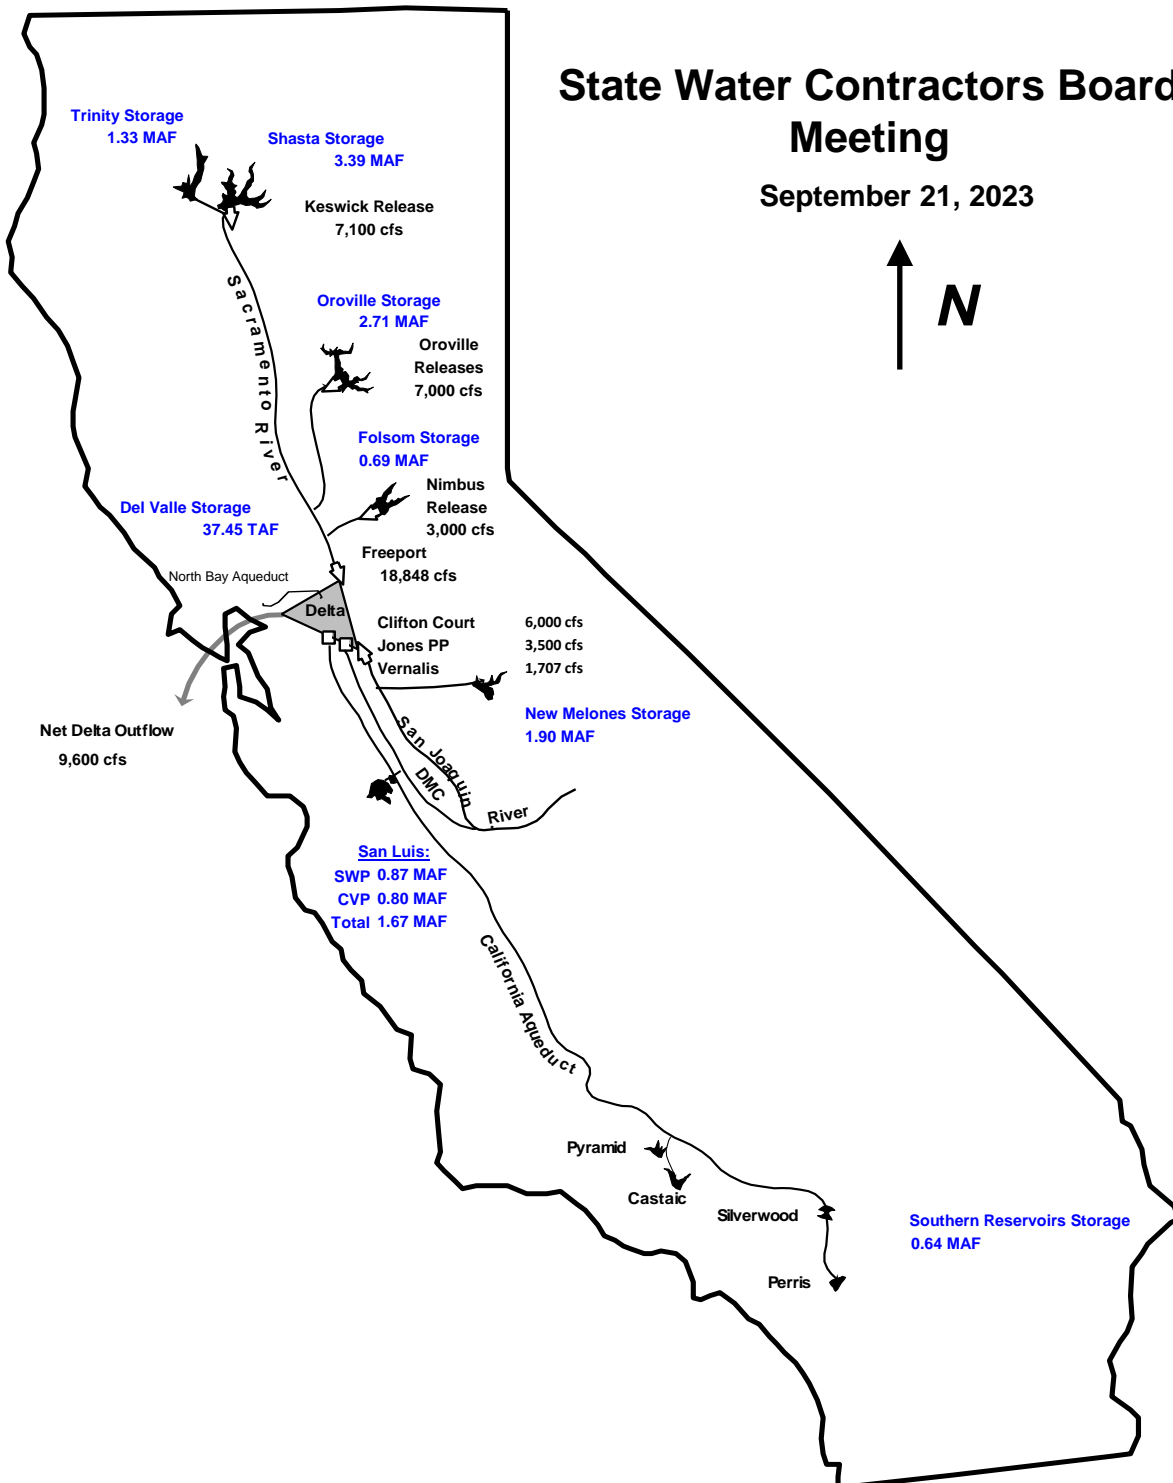 State Water Contractors Board
Meeting
September 21, 2023
N
Trinity Storage
1.33 MAF
Shasta Storage
3.39 MAF
Keswick Release
7,100 cfs
Sacramento River
Oroville Storage
2.71 MAF
Oroville
Releases
7,000 cfs
Folsom Storage
0.69 MAF
Nimbus
Release
3,000 cfs
Del Valle Storage
37.45 TAF
Freeport
18,848 cfs
North Bay Aqueduct
Delta
Clifton Court 6,000 cfs
Jones PP 3,500 cfs
Vernalis 1,707 cfs
New Melones Storage
1.90 MAF
Net Delta Outflow
9,600 cfs
San Joaquin River
DMC
San Luis:
SWP 0.87 MAF
CVP 0.80 MAF
Total 1.67 MAF
California Aqueduct
Pyramid
Castaic
Silverwood
Perris
Southern Reservoirs Storage
0.64 MAF